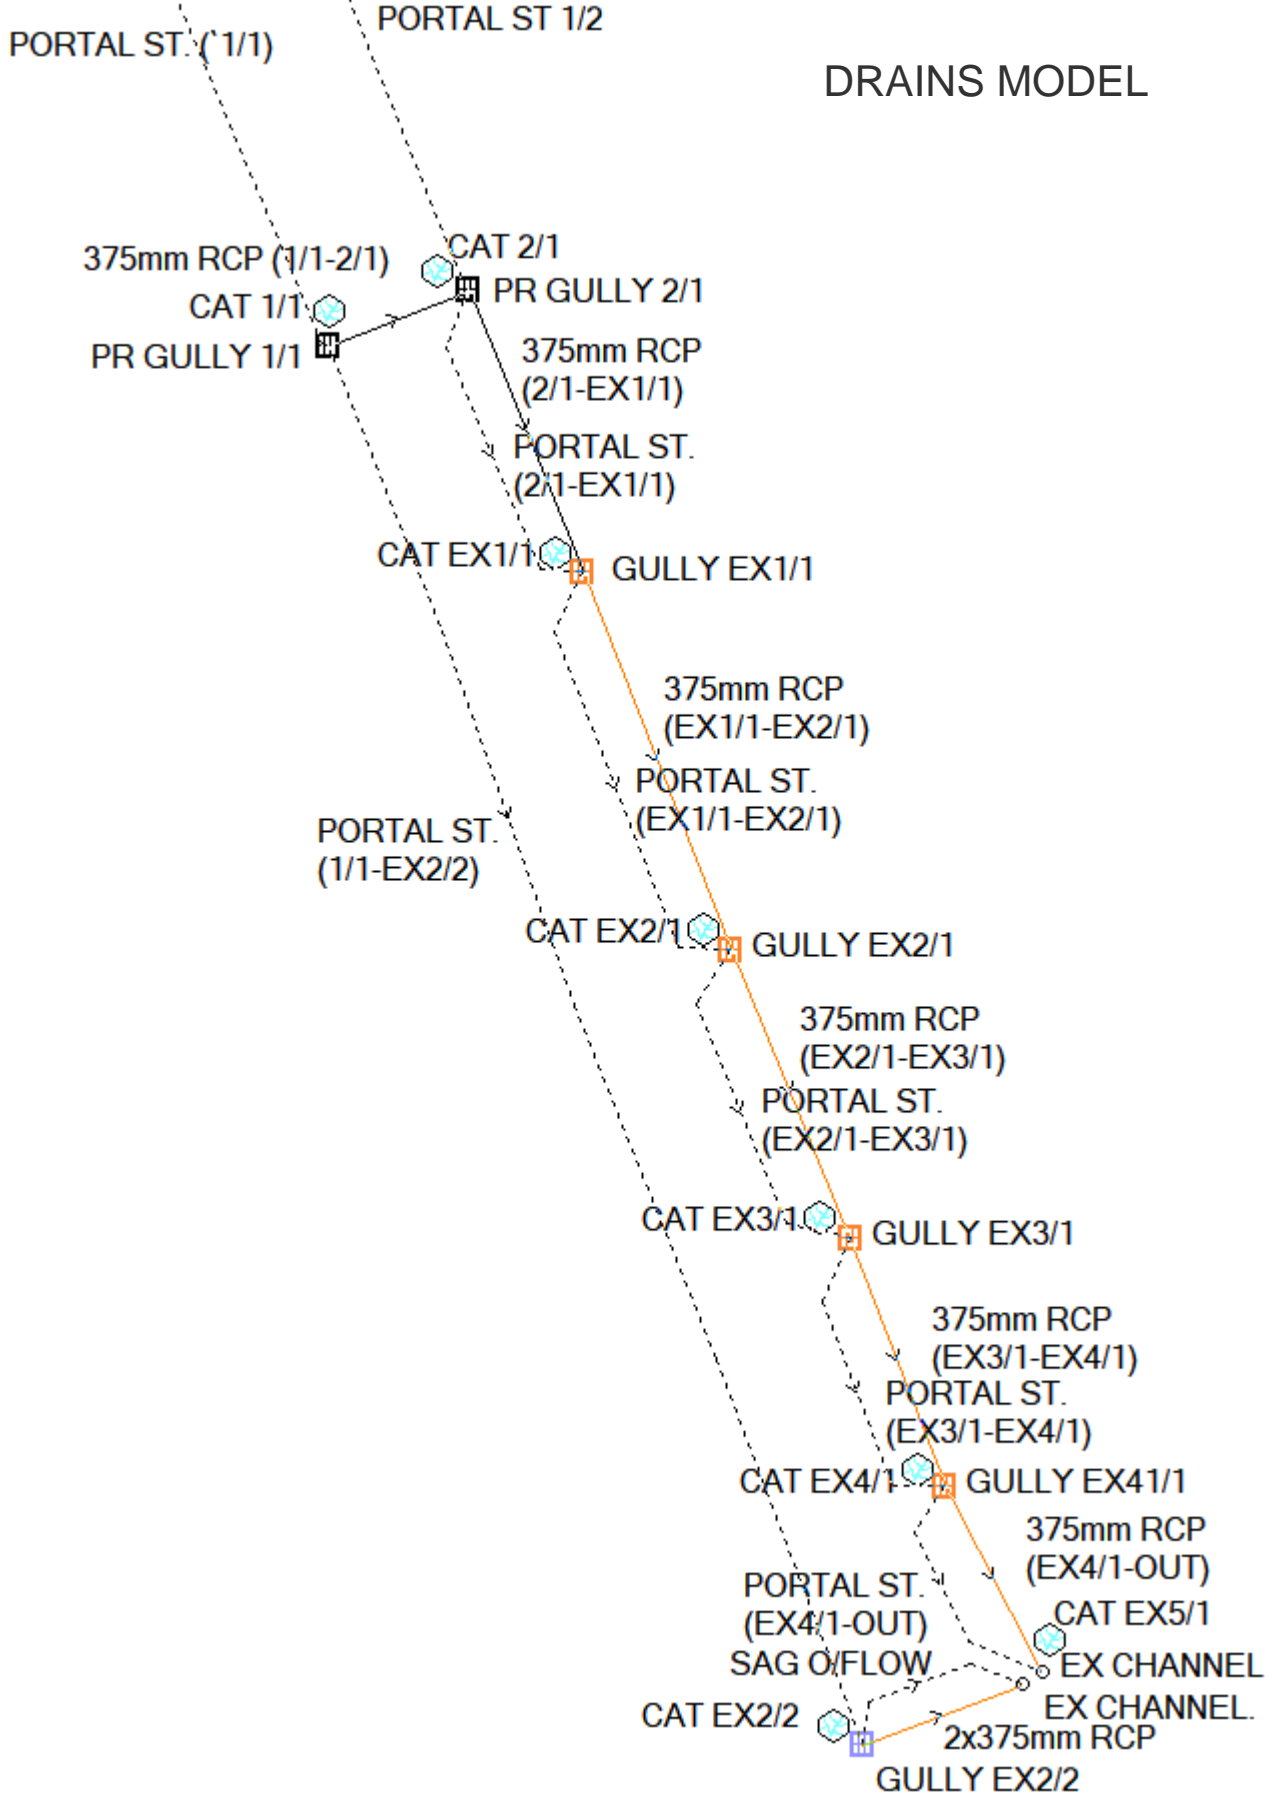 PORTAL ST 1/2
PORTAL ST. (`1/1)
DRAINS MODEL
CAT 2/1
375mm RCP (1/1-2/1)
PR GULLY 2/1
CAT 1/1
PR GULLY 1/1
375mm RCP
(2/1-EX1/1)
PORTAL ST.
(2/1-EX1/1)
CAT EX1/1
GULLY EX1/1
375mm RCP
(EX1/1-EX2/1)
PORTAL ST.
(EX1/1-EX2/1)
PORTAL ST.
(1/1-EX2/2)
CAT EX2/1
GULLY EX2/1
375mm RCP
(EX2/1-EX3/1)
PORTAL ST.
(EX2/1-EX3/1)
CAT EX3/1
GULLY EX3/1
375mm RCP
(EX3/1-EX4/1)
PORTAL ST.
(EX3/1-EX4/1)
CAT EX4/1
GULLY EX41/1
375mm RCP
(EX4/1-OUT)
PORTAL ST.
(EX4/1-OUT)
CAT EX5/1
SAG O/FLOW
EX CHANNEL
EX CHANNEL.
CAT EX2/2
2x375mm RCP
GULLY EX2/2